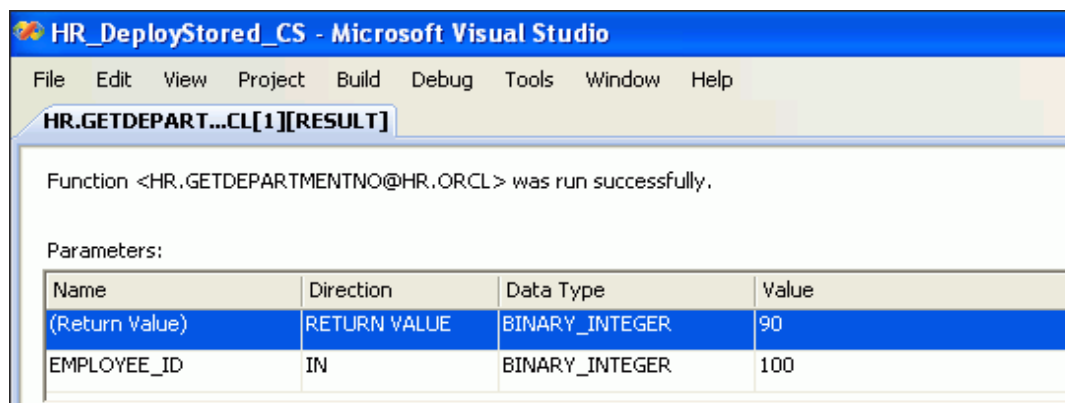 HR_DeployStored_CS - Microsoft Visual Studio
File Edit View Project Build Debug Tools Window Help
HR.GETDEPART...CL[1][RESULT]
Function <HR.GETDEPARTMENTNO@HR.ORCL> was run successfully.
Parameters:
Name Direction Data Type Value
(Return Value) RETURN VALUE BINARY_INTEGER 90
EMPLOYEE_ID IN BINARY_INTEGER 100